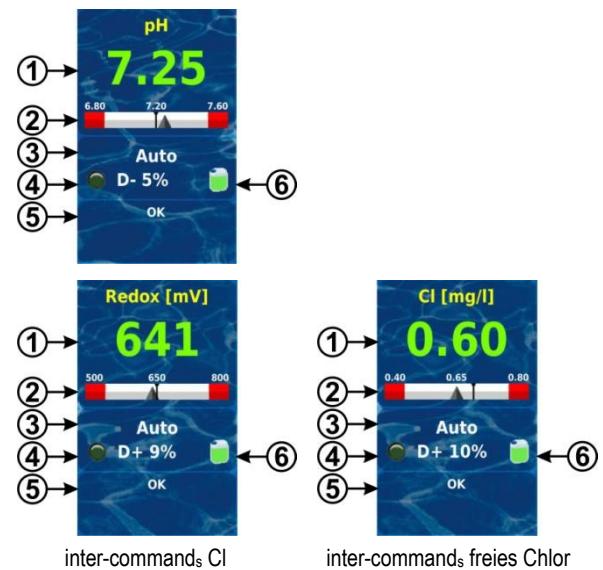 pH
① 7.25
6.80 7.20 7.60
②
③ Auto
④ D- 5% ⑥
⑤ OK
Redox [mV]
① 641
500 650 800
②
③ Auto
④ D+ 9% ⑥
⑤ OK
inter-commands Cl
Cl [mg/l]
① 0.60
0.40 0.65 0.80
②
③ Auto
④ D+ 10% ⑥
⑤ OK
inter-commands freies Chlor